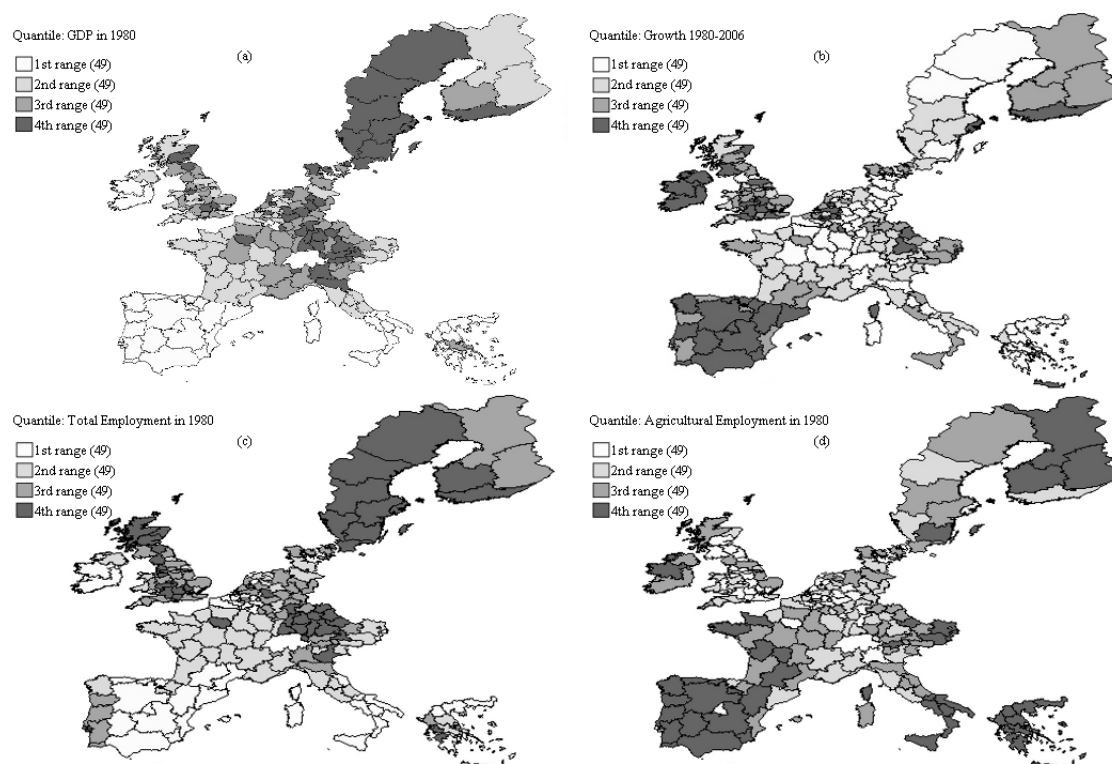 Quantile: GDP in 1980
(a)
1st range (49)
2nd range (49)
3rd range (49)
4th range (49)
Quantile: Growth 1980-2006
(b)
1st range (49)
2nd range (49)
3rd range (49)
4th range (49)
Quantile: Total Employment in 1980
(c)
1st range (49)
2nd range (49)
3rd range (49)
4th range (49)
Quantile: Agricultural Employment in 1980
(d)
1st range (49)
2nd range (49)
3rd range (49)
4th range (49)